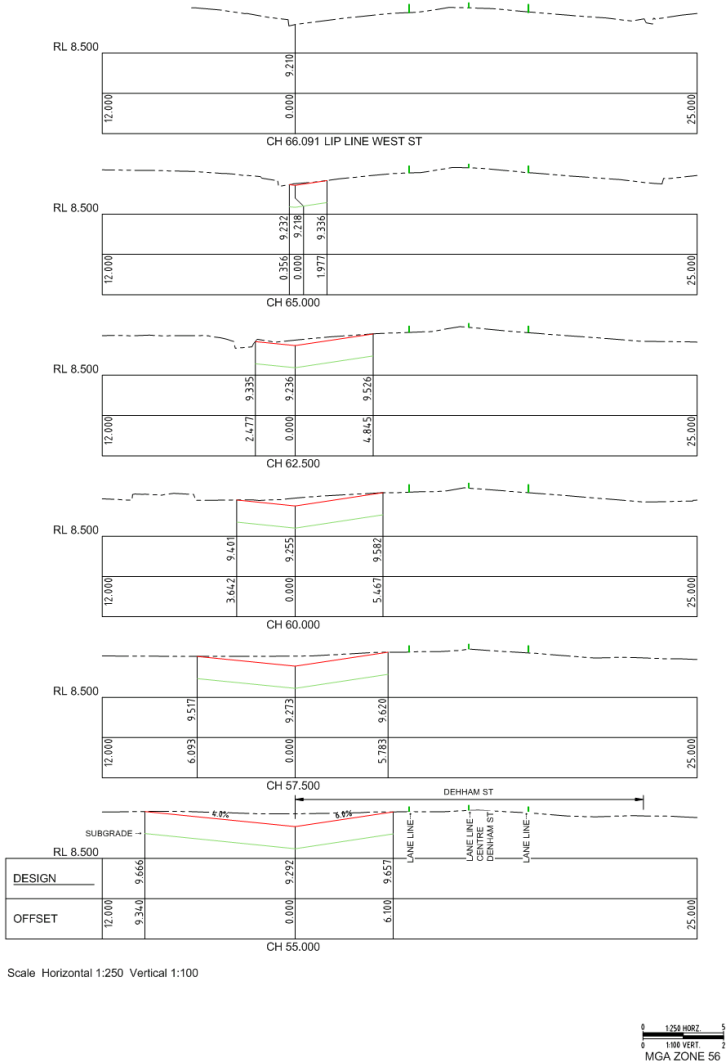 RL 8.500
9.210
12.000
0.000
25.000
CH 66.091 LIP LINE WEST ST
RL 8.500
9.232
9.218
9.336
12.000
0.356
0.000
1.977
25.000
CH 65.000
RL 8.500
9.335
9.236
9.526
12.000
2.477
0.000
4.845
25.000
CH 62.500
RL 8.500
9.401
9.255
9.582
12.000
3.642
0.000
5.467
25.000
CH 60.000
RL 8.500
9.517
9.273
9.620
12.000
6.093
0.000
5.783
25.000
CH 57.500
DEHHAM ST
4.0%
6.0%
SUBGRADE
LANE LINE
LANE LINE
CENTRE
DENHAM ST
LANE LINE
RL 8.500
DESIGN
9.666
9.292
9.657
OFFSET
12.000
9.340
0.000
6.100
25.000
CH 55.000
Scale Horizontal 1:250 Vertical 1:100
0 1:250 HORZ. 5
0 1:100 VERT. 2
MGA ZONE 56